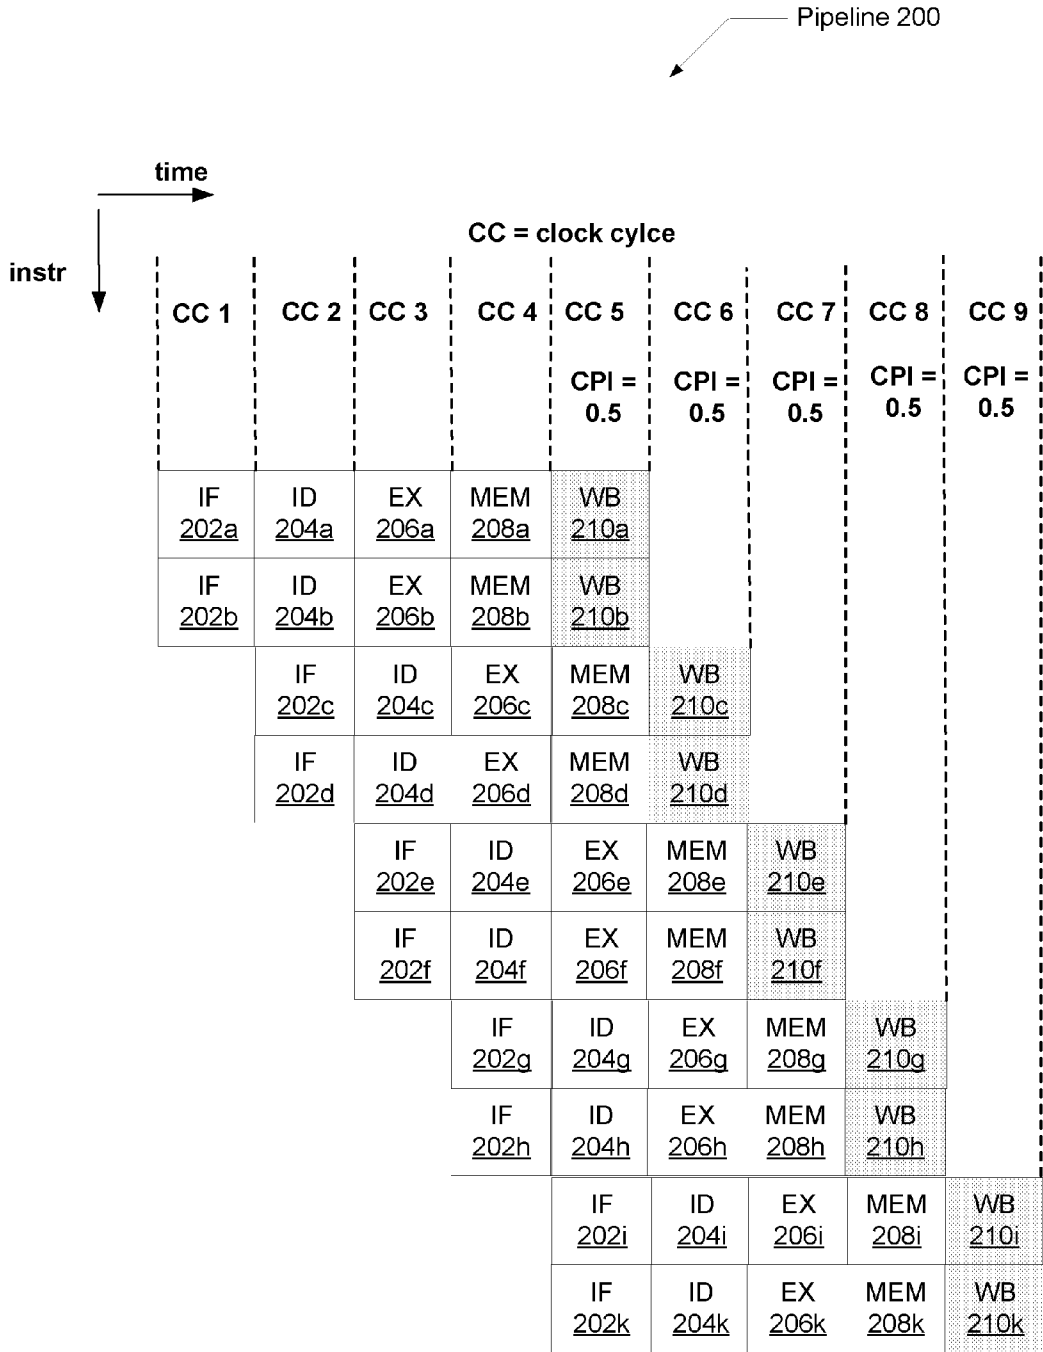 Pipeline 200
time
CC = clock cylce
instr
CC 1 CC 2 CC 3 CC 4 CC 5 CC 6 CC 7 CC 8 CC 9
CPI = CPI = CPI = CPI = CPI =
0.5 0.5 0.5 0.5 0.5
IF ID EX MEM WB
202a 204a 206a 208a 210a
IF ID EX MEM WB
202b 204b 206b 208b 210b
IF ID EX MEM WB
202c 204c 206c 208c 210c
IF ID EX MEM WB
202d 204d 206d 208d 210d
IF ID EX MEM WB
202e 204e 206e 208e 210e
IF ID EX MEM WB
202f 204f 206f 208f 210f
IF ID EX MEM WB
202g 204g 206g 208g 210g
IF ID EX MEM WB
202h 204h 206h 208h 210h
IF ID EX MEM WB
202i 204i 206i 208i 210i
IF ID EX MEM WB
202k 204k 206k 208k 210k